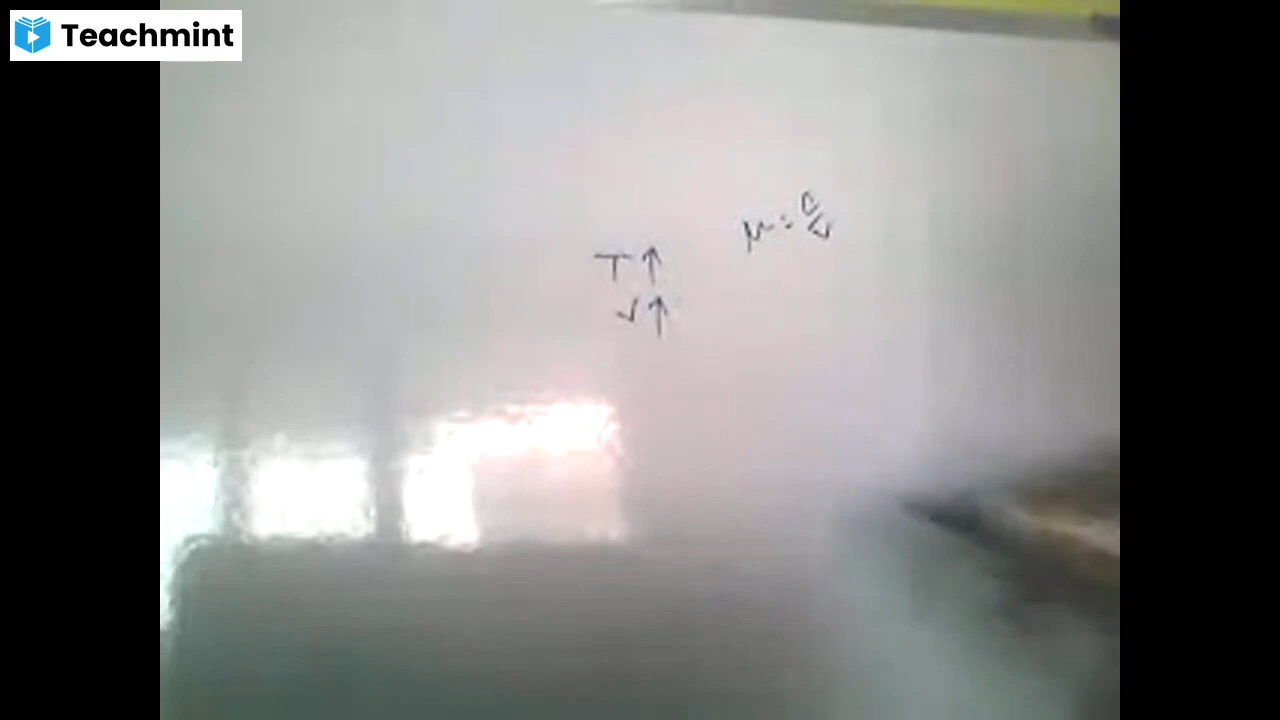 Teachmint
μ = c/v
T↑
v↑